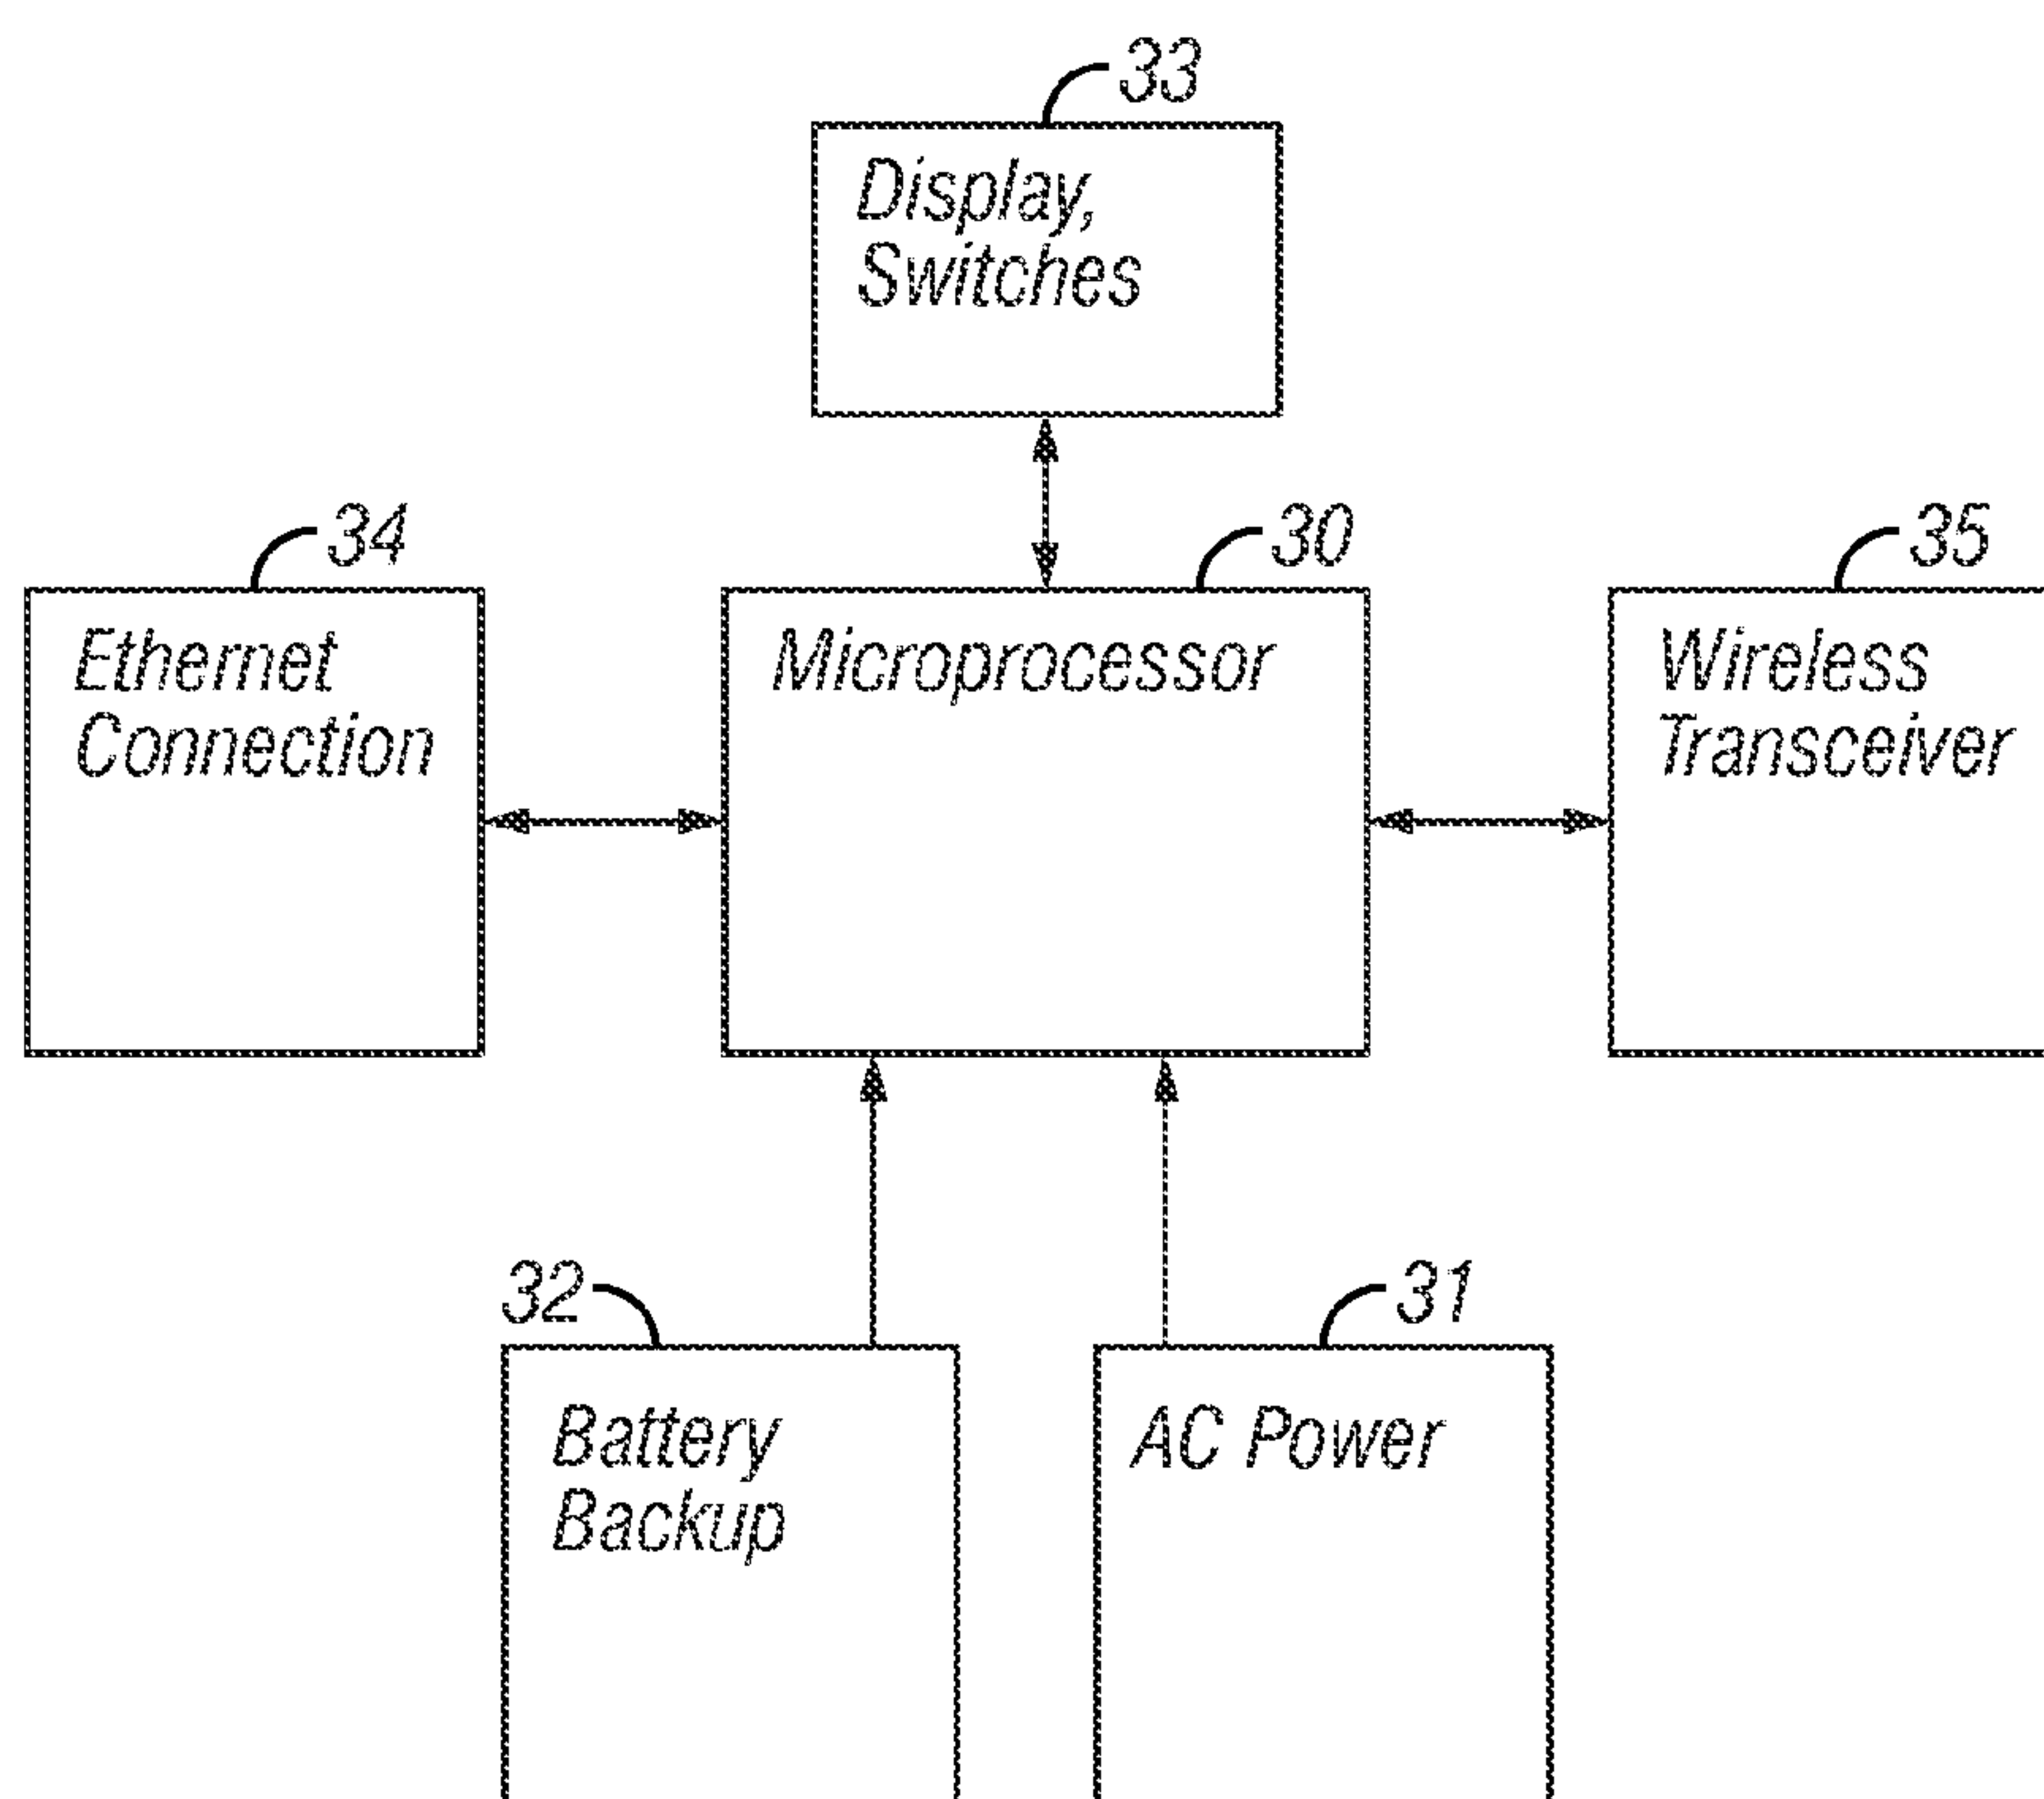 33
Display,
Switches
34
30
35
Ethernet
Connection
Microprocessor
Wireless
Transceiver
32
31
Battery
Backup
AC Power